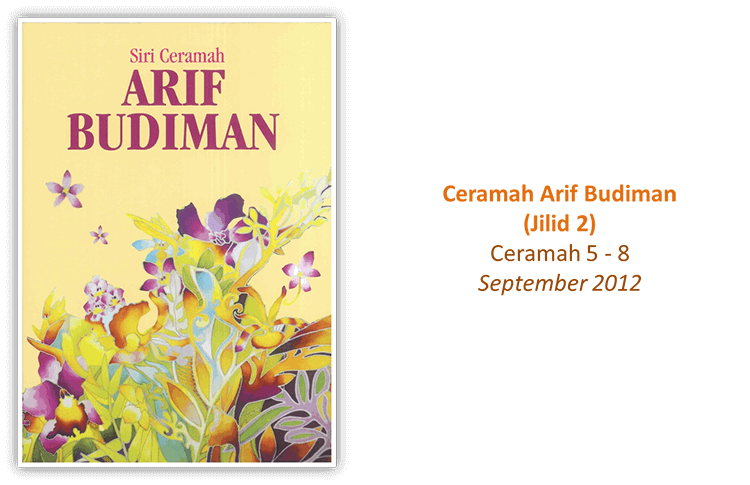 Siri Ceramah
ARIF
BUDIMAN
Ceramah Arif Budiman
(Jilid 2)
Ceramah 5 - 8
September 2012